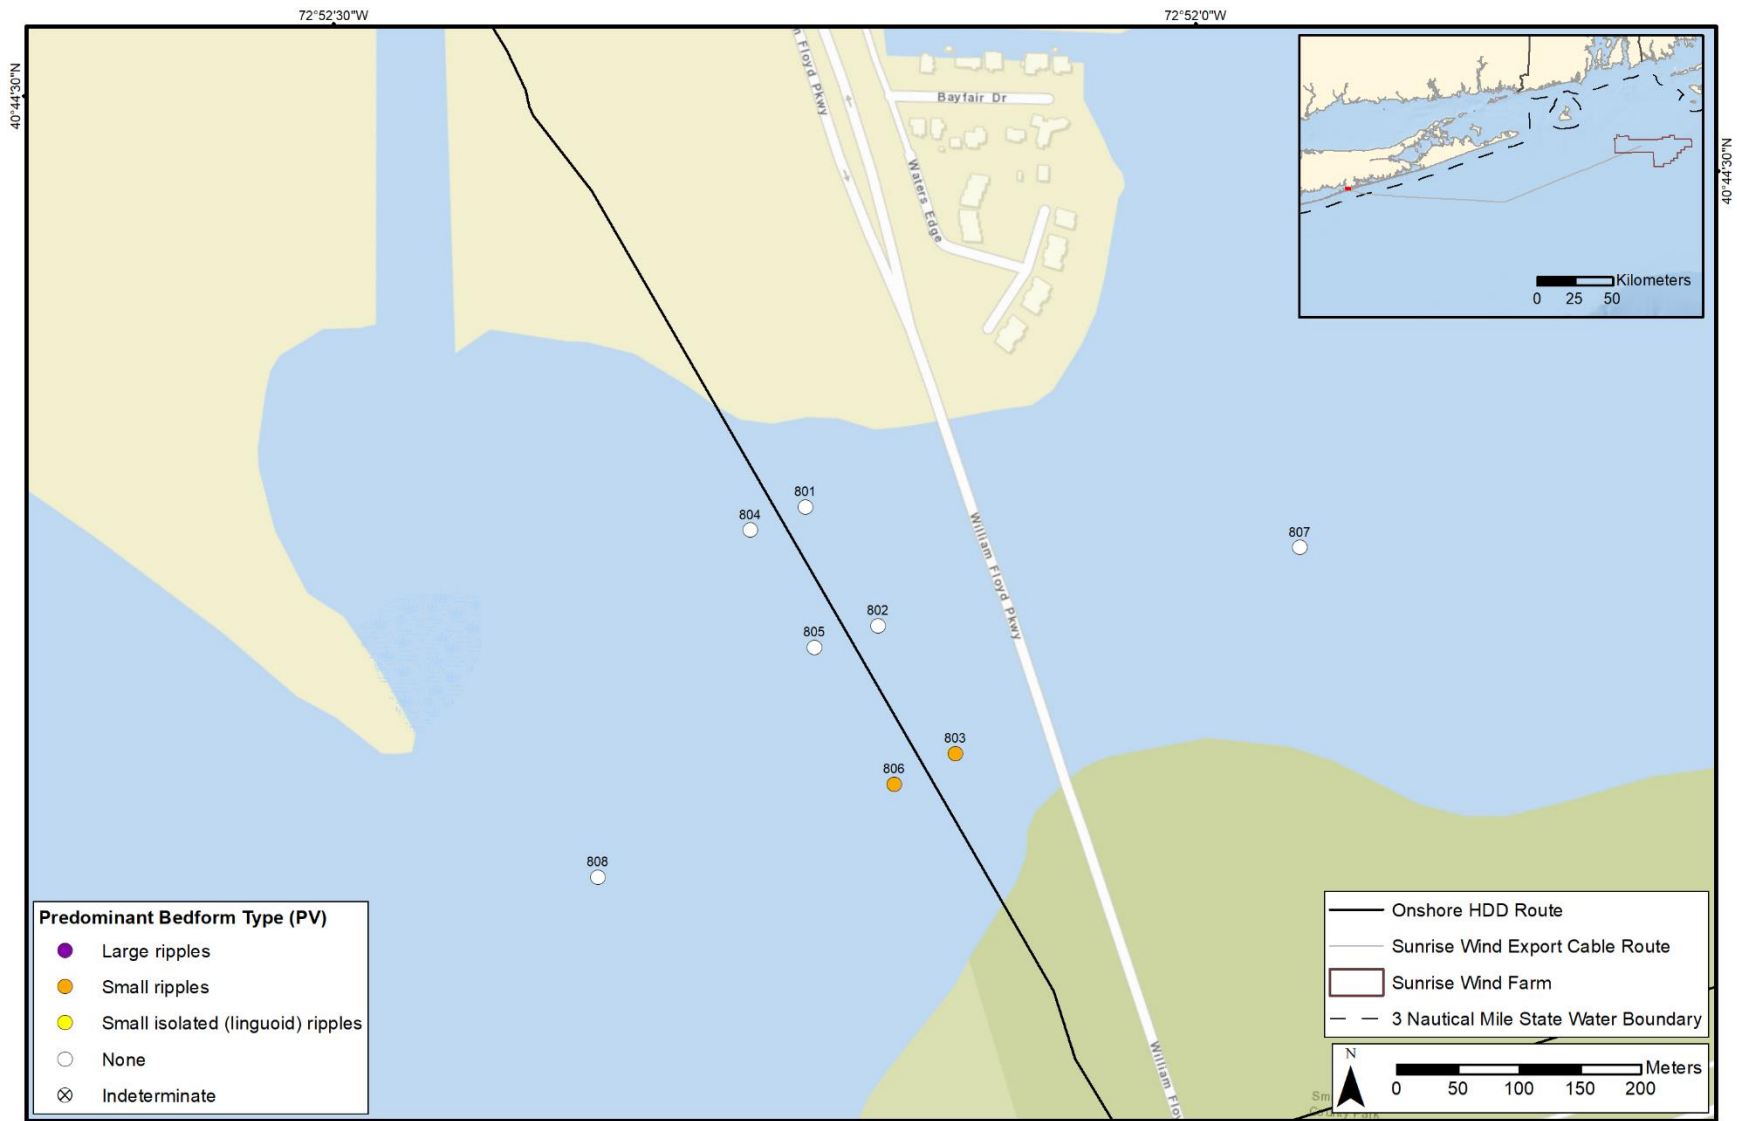 72°52'30"W
72°52'0"W
40°44'30"N
40°44'30"N
Floyd Pkwy
Bayfair Dr
Waters Edge
William Floyd Pkwy
William
Kilometers
0 25 50
801
804
807
802
805
803
806
808
Predominant Bedform Type (PV)
Large ripples
Small ripples
Small isolated (linguoid) ripples
None
Indeterminate
Onshore HDD Route
Sunrise Wind Export Cable Route
Sunrise Wind Farm
3 Nautical Mile State Water Boundary
N
Meters
0 50 100 150 200
County Park